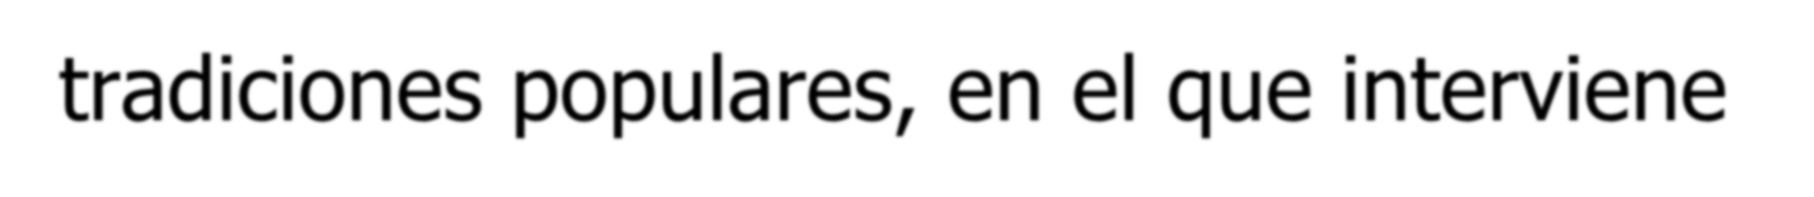 tradiciones populares, en el que interviene